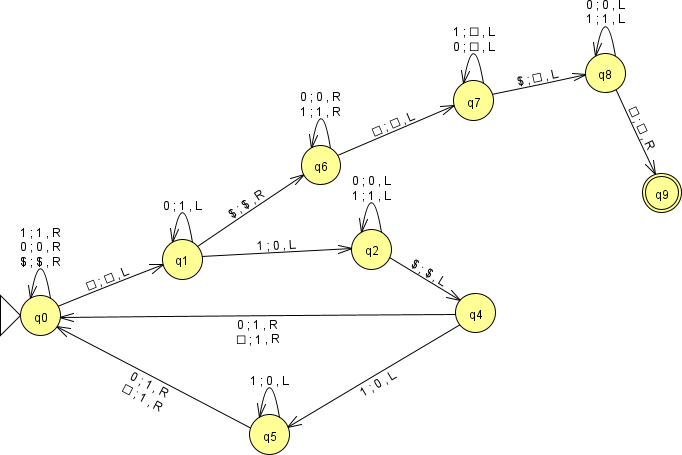 0 ; 0 , L
1 ; 1 , L
q8
1 ; □ , L
0 ; □ , L
q7
$ ; □ , L
□ ; □ , R
q9
0 ; 0 , R
1 ; 1 , R
q6
□ ; □ , L
0 ; 0 , L
1 ; 1 , L
q2
0 ; 1 , L
q1
$ ; $ , R
1 ; 0 , L
$ ; $ , L
1 ; 1 , R
0 ; 0 , R
$ ; $ , R
q0
□ ; □ , L
q4
0 ; 1 , R
□ ; 1 , R
1 ; 0 , L
1 ; 0 , L
q5
0 ; 1 , R
□ ; 1 , R